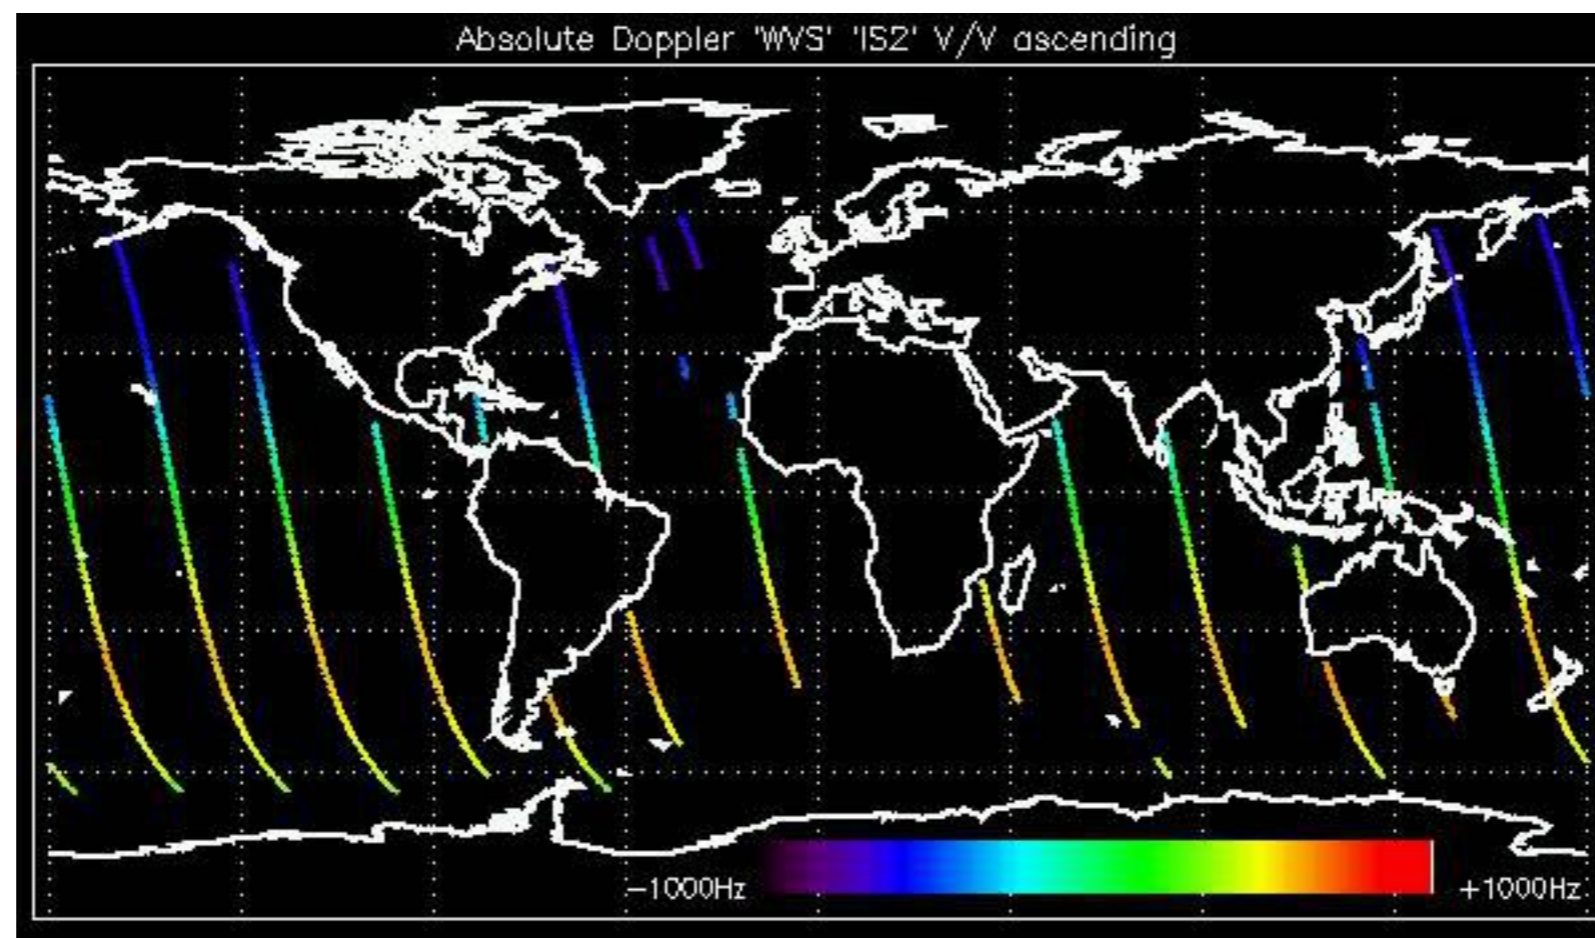 Absolute Doppler 'WVS' 'IS2' V/V ascending
-1000Hz +1000Hz